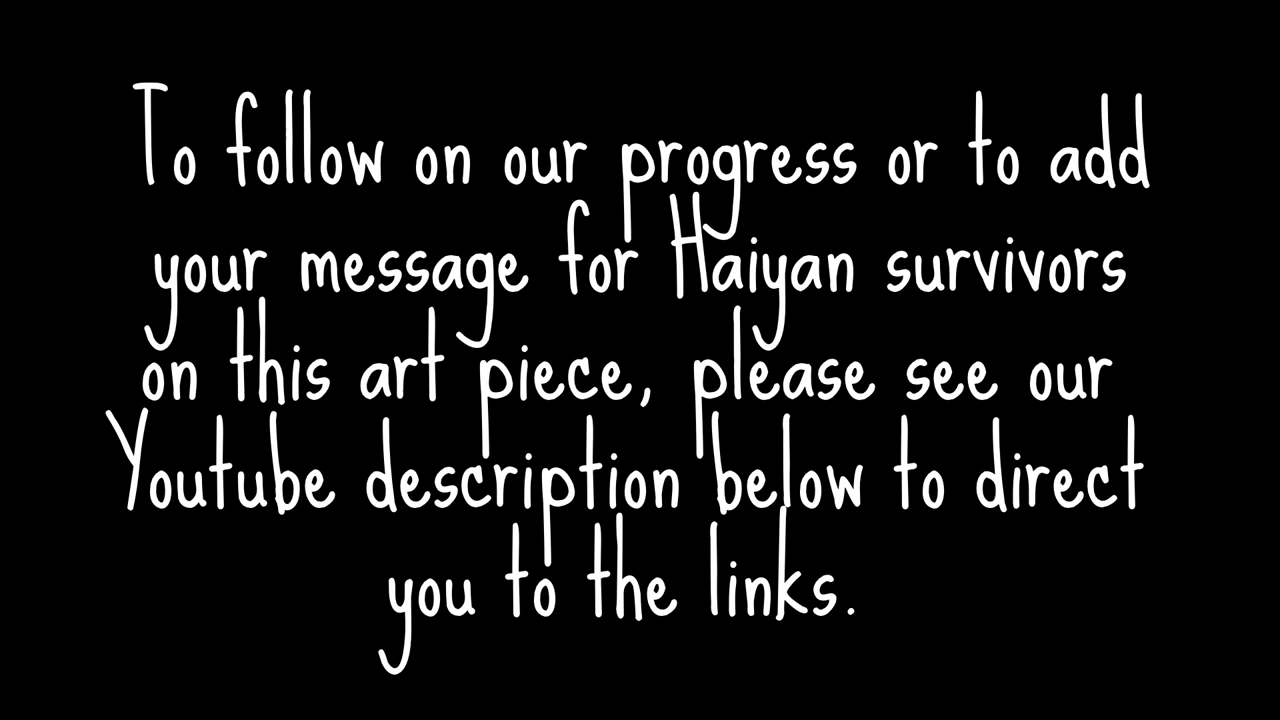 To follow on our progress or to add
your message for Haiyan survivors
on this art piece, please see our
Youtube description below to direct
you to the links.